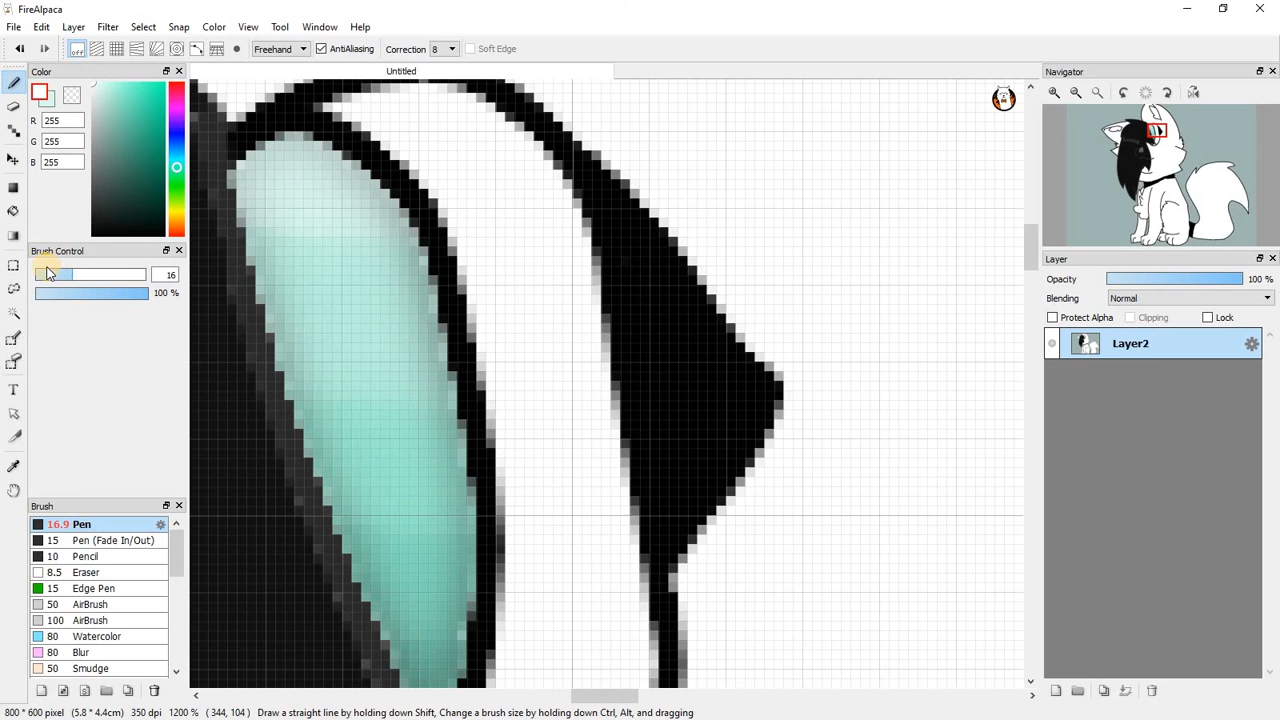 FireAlpaca
File Edit Layer Filter Select Snap Color View Tool Window Help
off Freehand AntiAliasing Correction 8 Soft Edge
Color
Untitled
Navigator
R 255
G 255
B 255
Brush Control
16
100 %
Layer
Opacity 100 %
Blending Normal
Protect Alpha Clipping Lock
Layer2
Brush
16.9 Pen
15 Pen (Fade In/Out)
10 Pencil
8.5 Eraser
15 Edge Pen
50 AirBrush
100 AirBrush
80 Watercolor
80 Blur
50 Smudge
800 * 600 pixel (5.8 * 4.4cm) 350 dpi 1200 % ( 344, 104 ) Draw a straight line by holding down Shift, Change a brush size by holding down Ctrl, Alt, and dragging